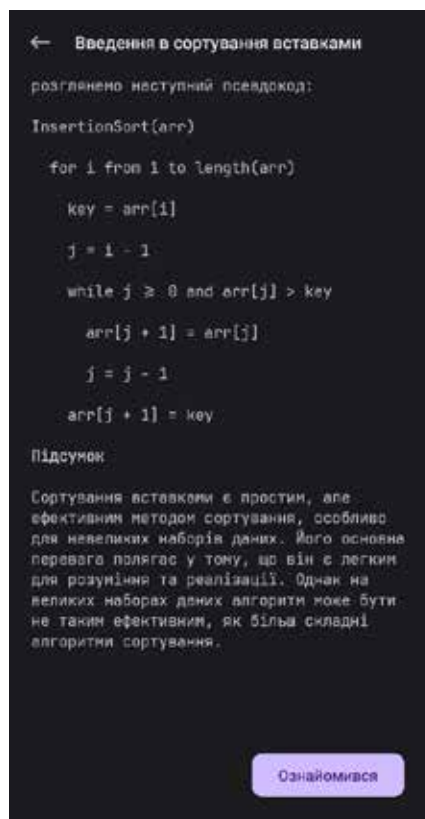 ← Введення в сортування вставками
розглянемо наступний псевдокод:
InsertionSort(arr)
for i from 1 to length(arr)
key = arr[i]
j = i - 1
while j ≥ 0 and arr[j] > key
arr[j + 1] = arr[j]
j = j - 1
arr[j + 1] = key
Підсумок
Сортування вставками є простим, але
ефективним методом сортування, особливо
для невеликих наборів даних. Його основна
перевага полягає у тому, що він є легким
для розуміння та реалізації. Однак на
великих наборах даних алгоритм може бути
не таким ефективним, як більш складні
алгоритми сортування.
Ознайомився